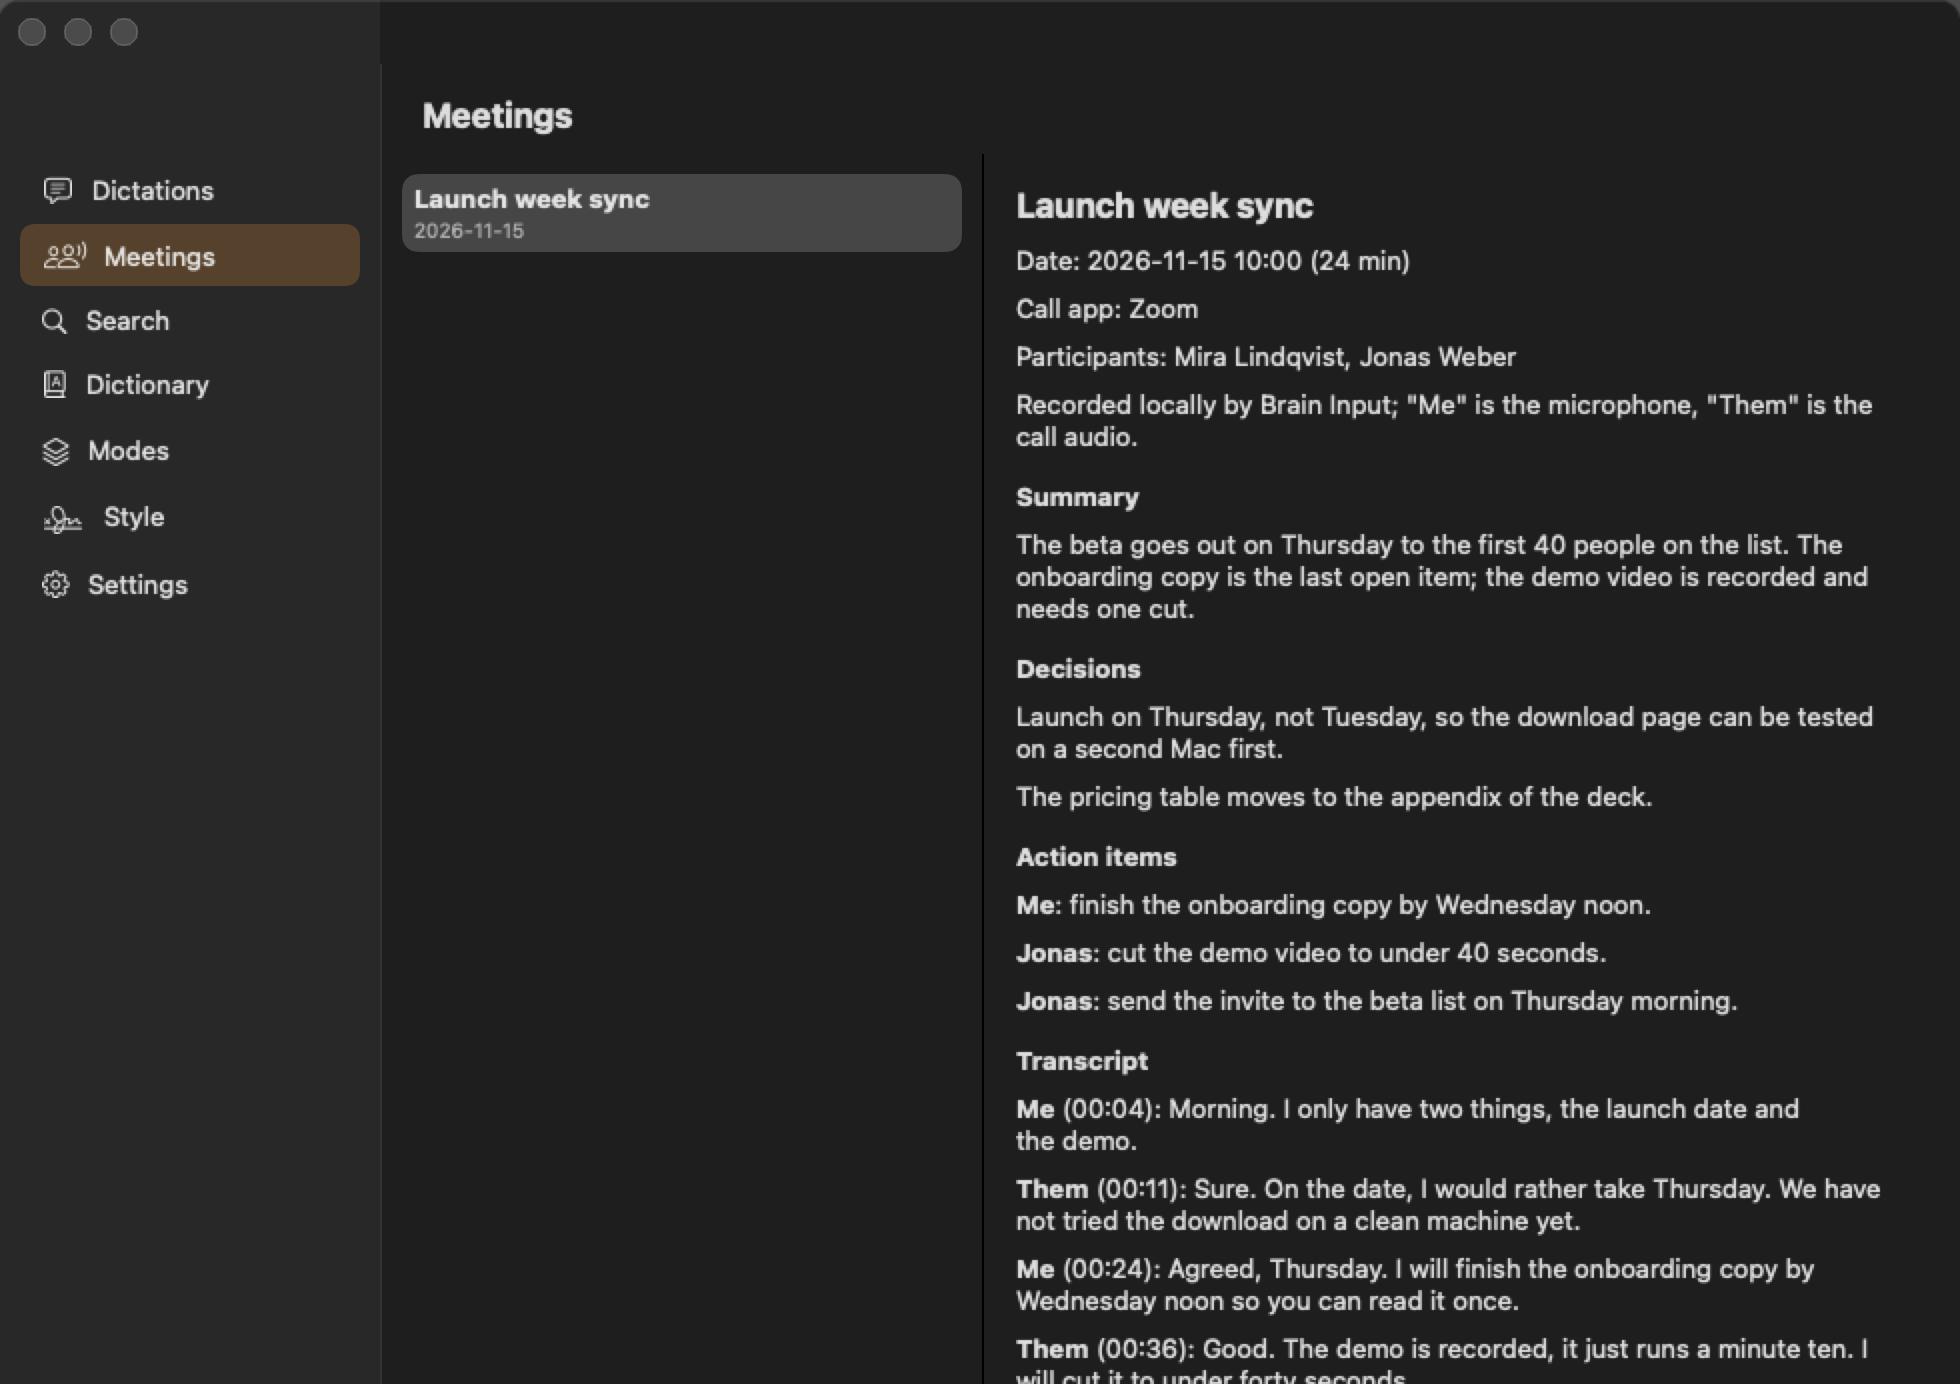 Dictations
Meetings
Search
Dictionary
Modes
Style
Settings
Meetings
Launch week sync
2026-11-15
Launch week sync
Date: 2026-11-15 10:00 (24 min)
Call app: Zoom
Participants: Mira Lindqvist, Jonas Weber
Recorded locally by Brain Input; "Me" is the microphone, "Them" is the
call audio.
Summary
The beta goes out on Thursday to the first 40 people on the list. The
onboarding copy is the last open item; the demo video is recorded and
needs one cut.
Decisions
Launch on Thursday, not Tuesday, so the download page can be tested
on a second Mac first.
The pricing table moves to the appendix of the deck.
Action items
Me: finish the onboarding copy by Wednesday noon.
Jonas: cut the demo video to under 40 seconds.
Jonas: send the invite to the beta list on Thursday morning.
Transcript
Me (00:04): Morning. I only have two things, the launch date and
the demo.
Them (00:11): Sure. On the date, I would rather take Thursday. We have
not tried the download on a clean machine yet.
Me (00:24): Agreed, Thursday. I will finish the onboarding copy by
Wednesday noon so you can read it once.
Them (00:36): Good. The demo is recorded, it just runs a minute ten. I
will cut it to under forty seconds.